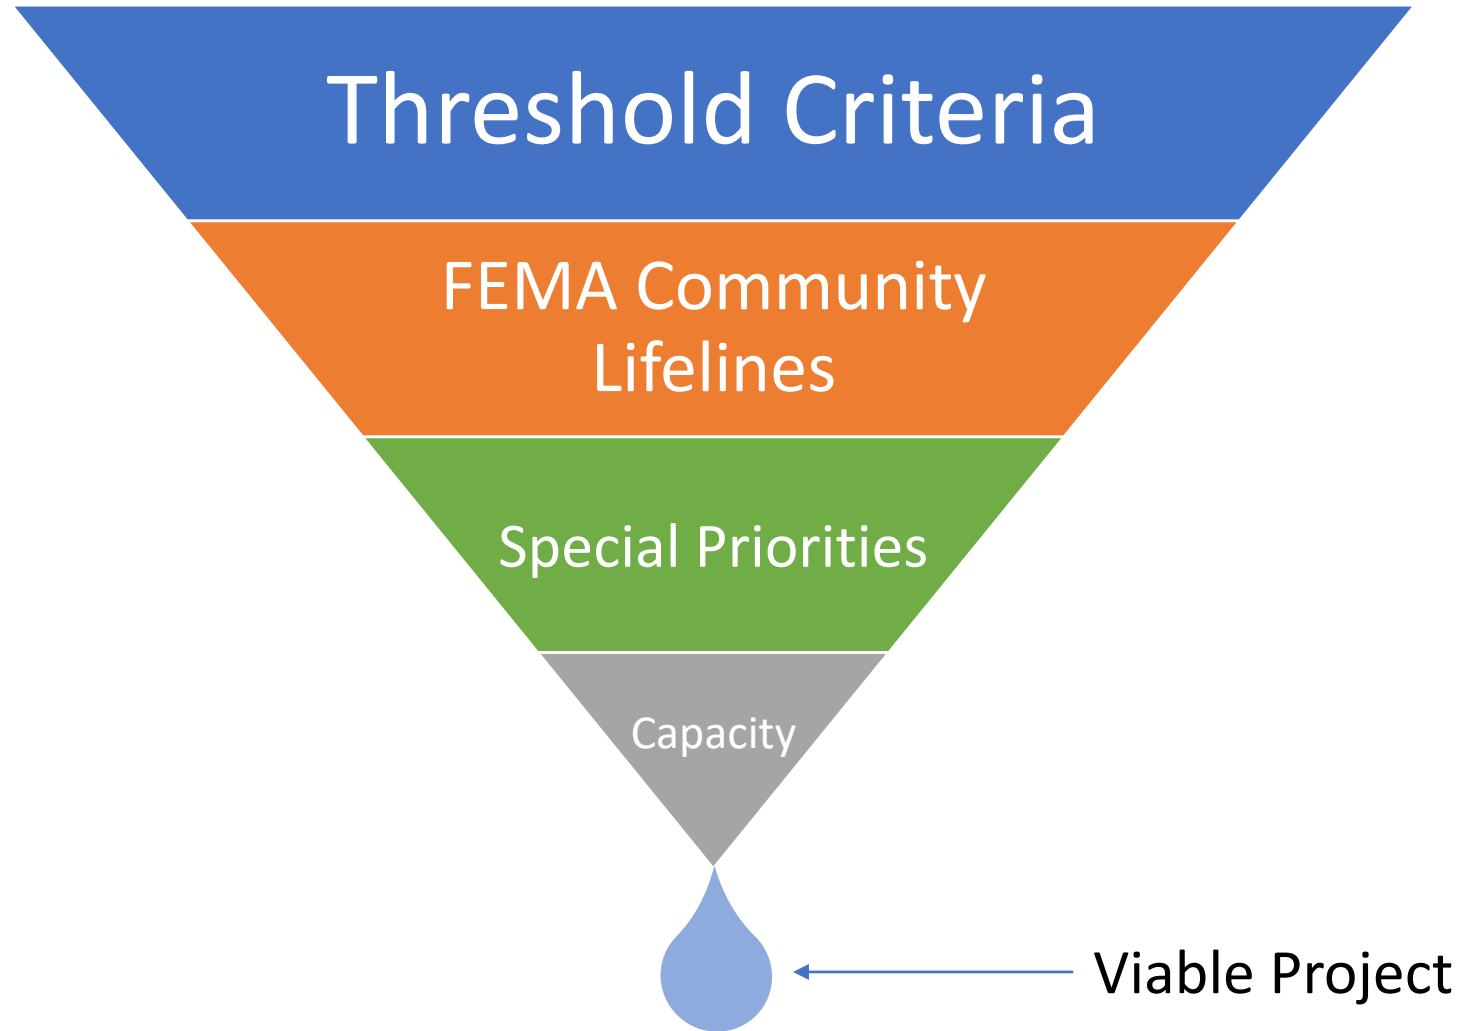 Threshold Criteria
FEMA Community
Lifelines
Special Priorities
Capacity
Viable Project